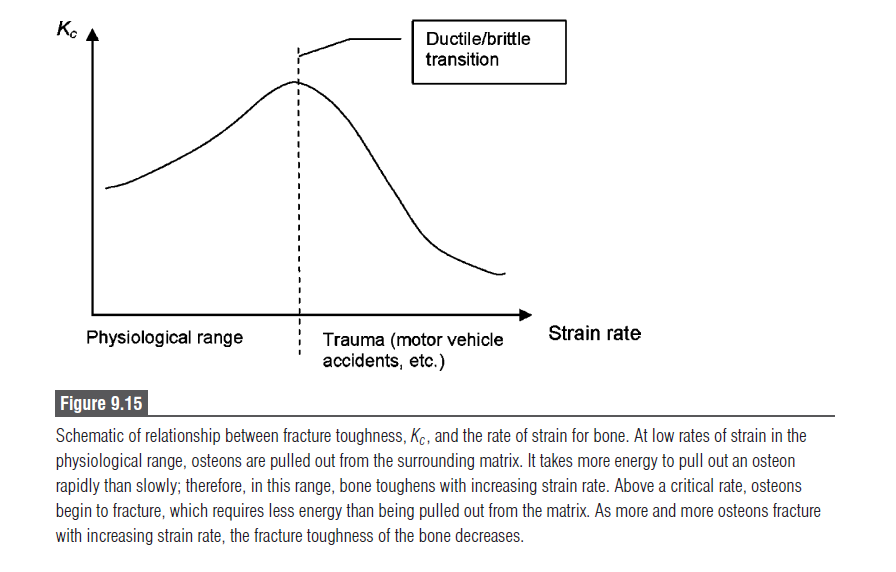 Kc
Ductile/brittle
transition
Physiological range
Trauma (motor vehicle
accidents, etc.)
Strain rate
Figure 9.15
Schematic of relationship between fracture toughness, Kc, and the rate of strain for bone. At low rates of strain in the
physiological range, osteons are pulled out from the surrounding matrix. It takes more energy to pull out an osteon
rapidly than slowly; therefore, in this range, bone toughens with increasing strain rate. Above a critical rate, osteons
begin to fracture, which requires less energy than being pulled out from the matrix. As more and more osteons fracture
with increasing strain rate, the fracture toughness of the bone decreases.